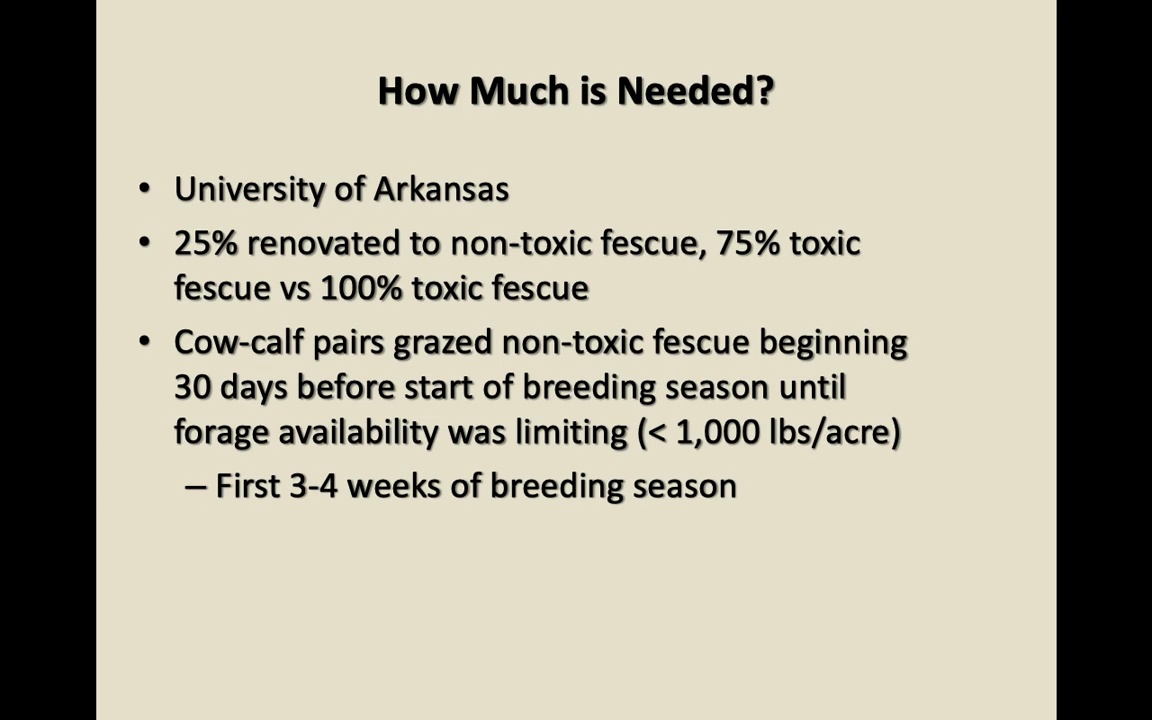 How Much is Needed?
• University of Arkansas
• 25% renovated to non-toxic fescue, 75% toxic
fescue vs 100% toxic fescue
• Cow-calf pairs grazed non-toxic fescue beginning
30 days before start of breeding season until
forage availability was limiting (< 1,000 lbs/acre)
– First 3-4 weeks of breeding season